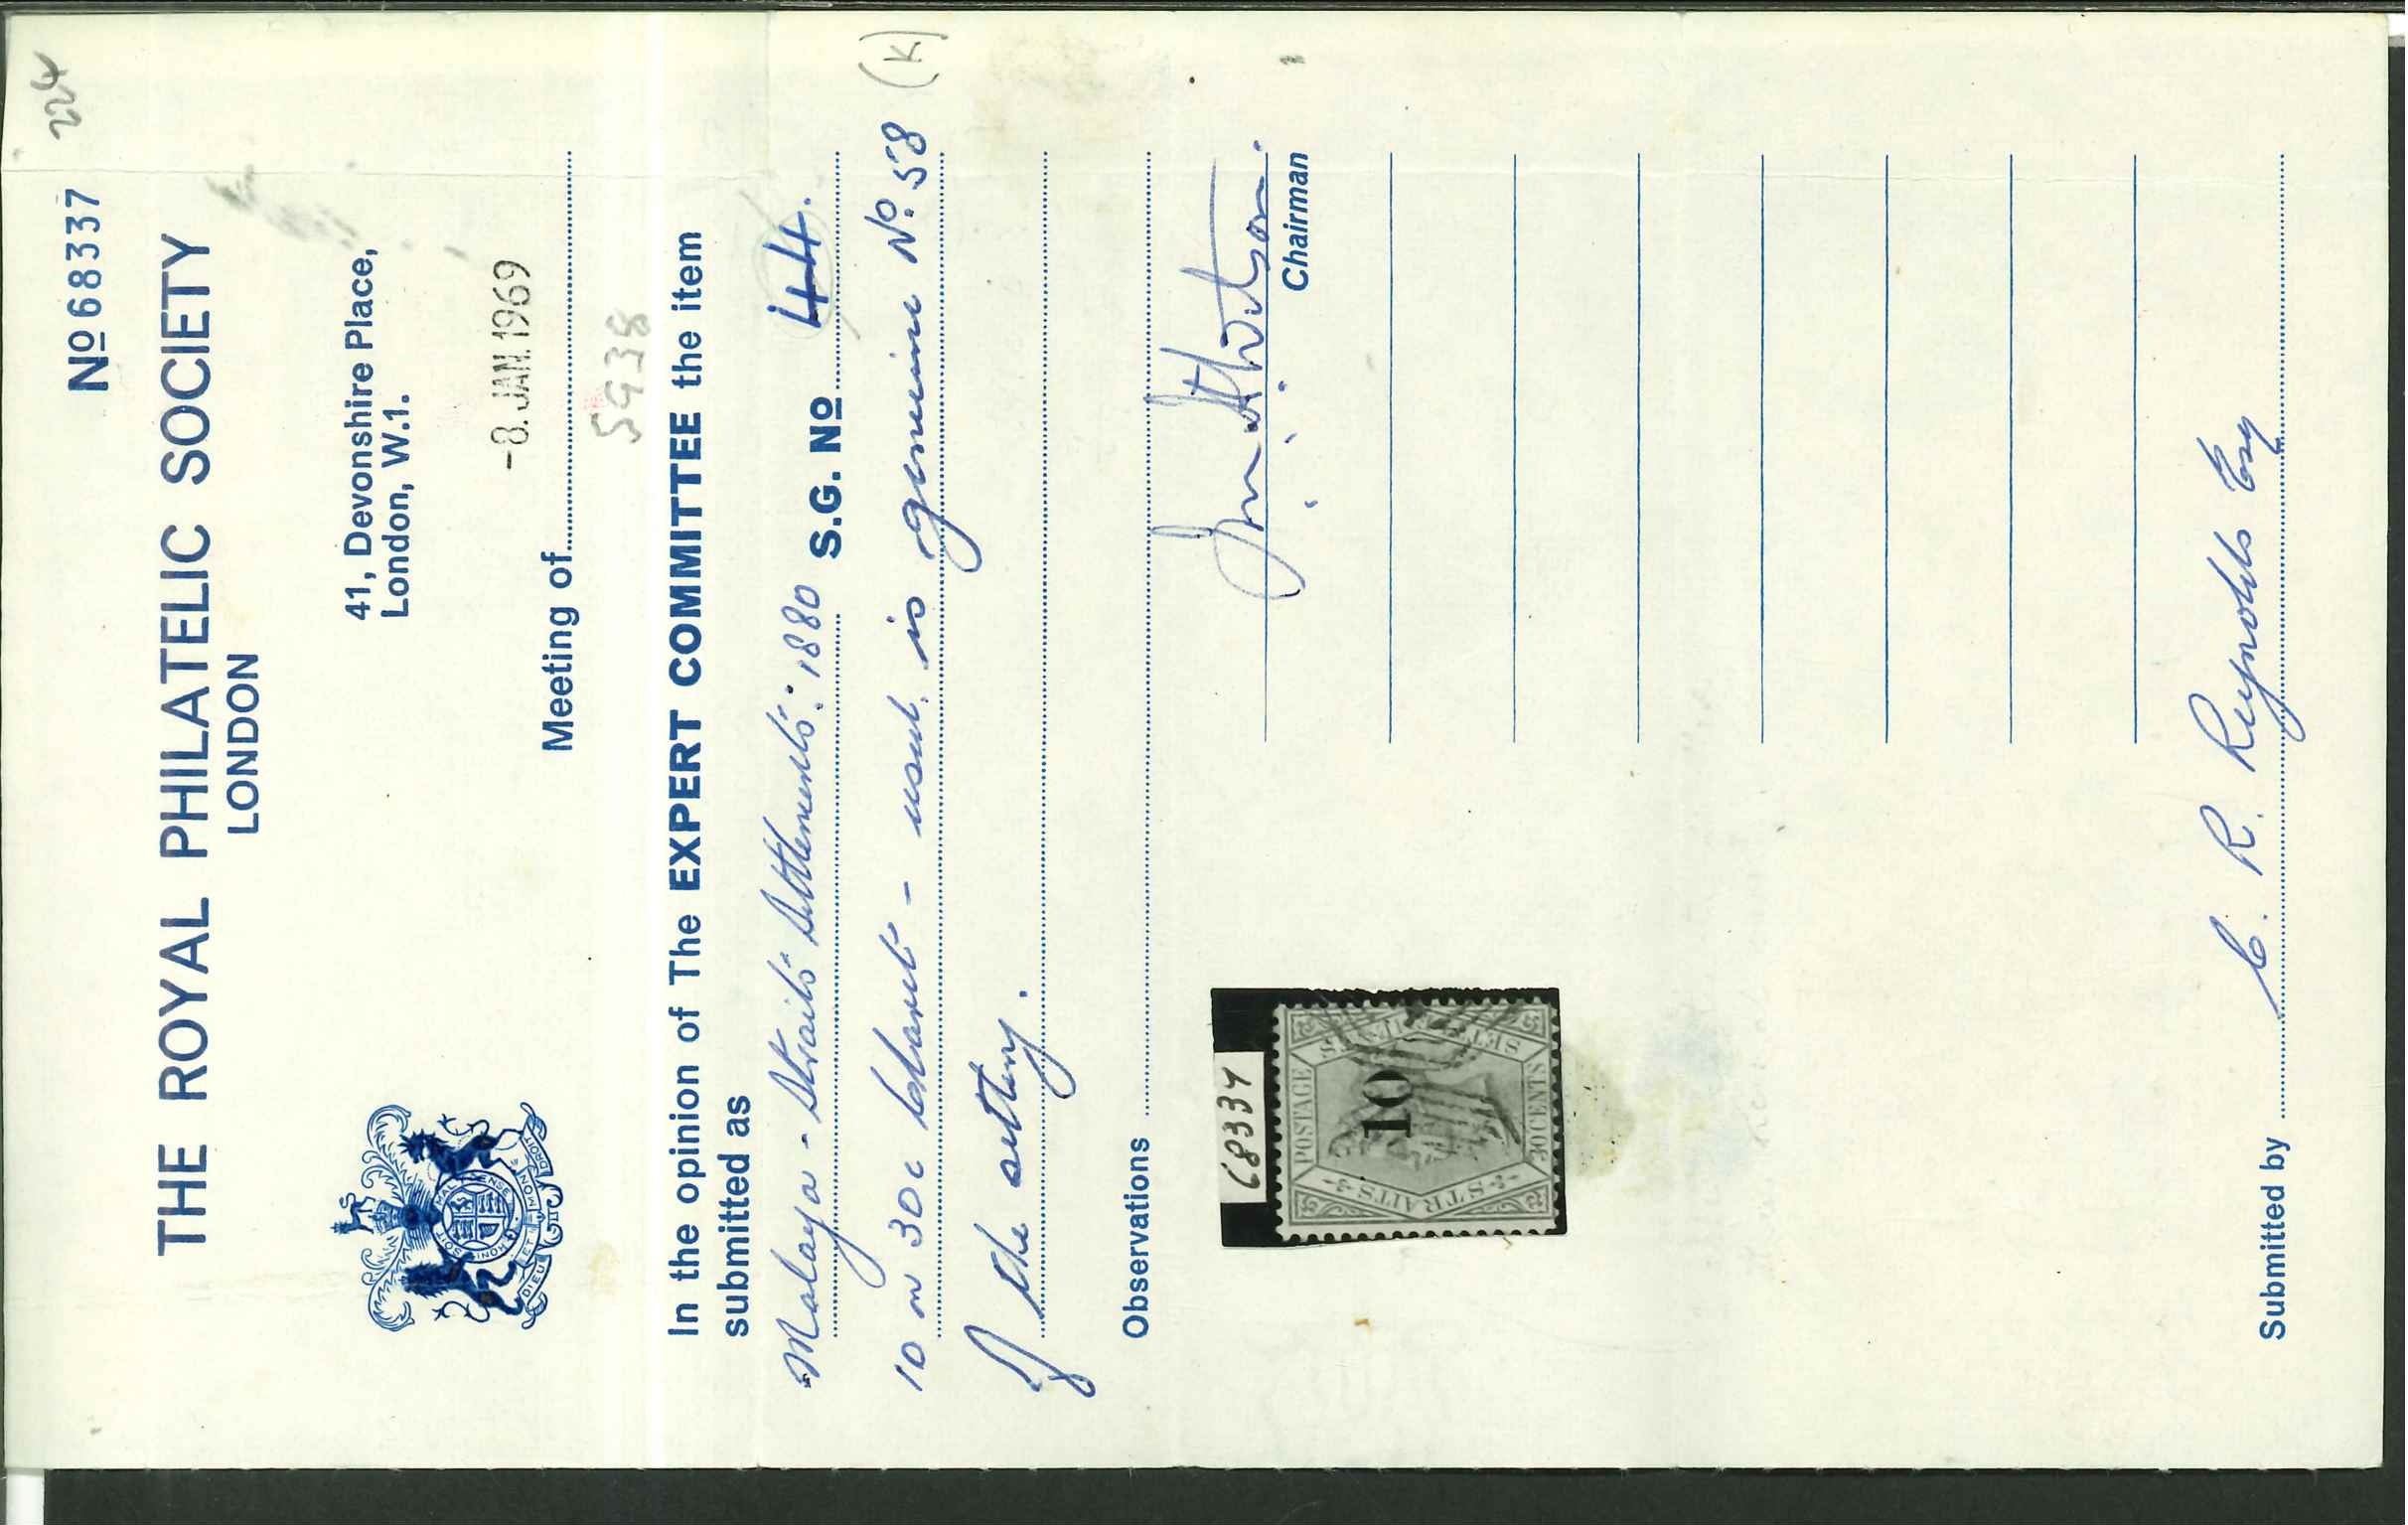 224
No 68337
THE ROYAL PHILATELIC SOCIETY
LONDON
41, Devonshire Place,
London, W.1.
-8. JAN. 1969
Meeting of
5938
In the opinion of The EXPERT COMMITTEE the item
submitted as
Malaya - Straits Settlements: 1880 S.G. No 44.
10 on 30c claret - used, is genuine No. 58 (K)
of the setting.
Observations
Chairman
68337
POSTAGE
STRAITS
SETTLEMENTS
10
30 CENTS
Submitted by C. R. Reynolds Esq